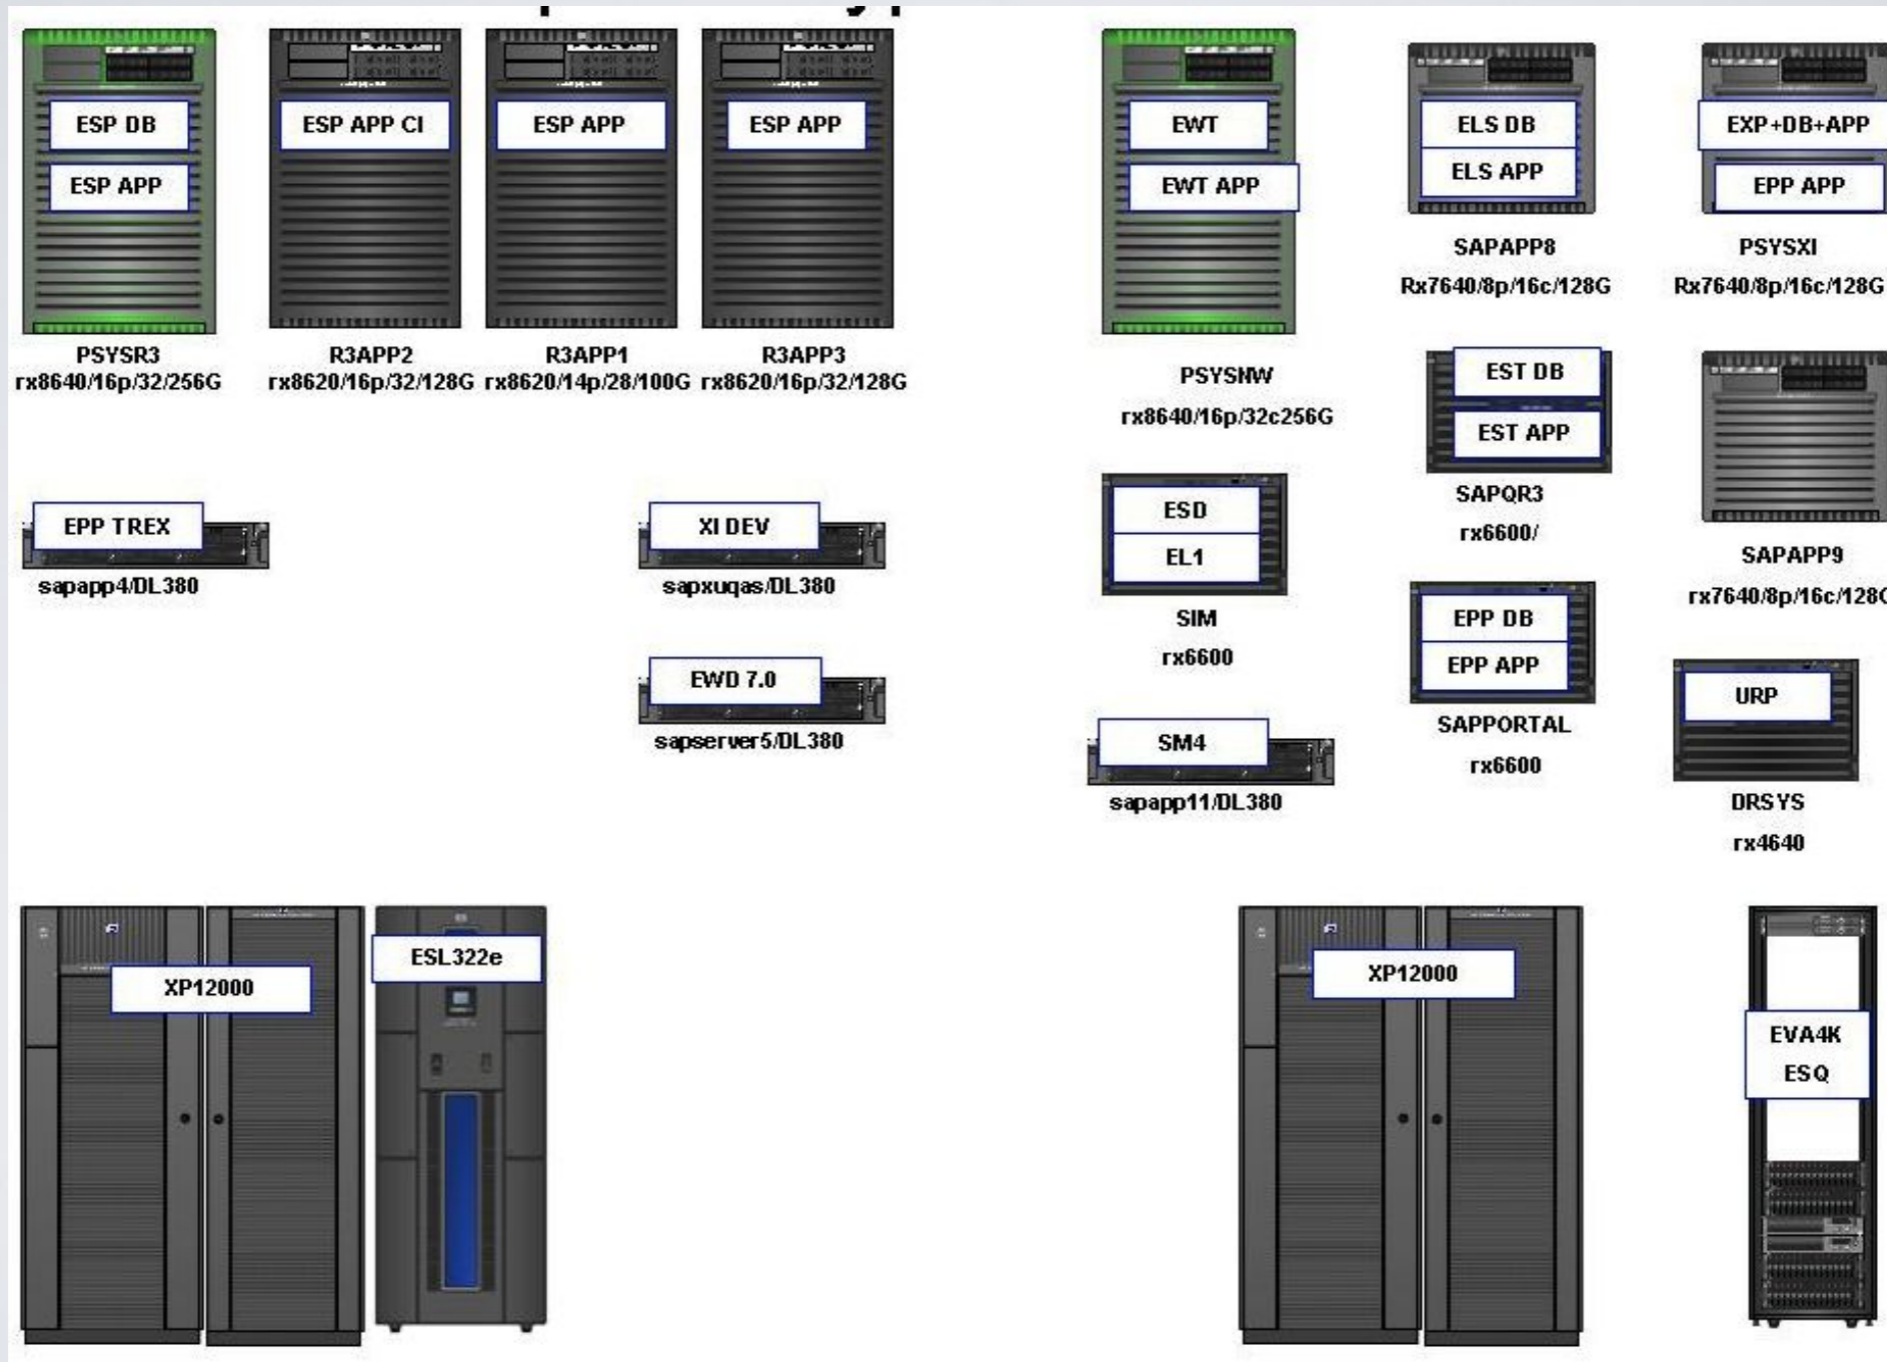 ESP DB
ESP APP
PSYSR3
rx8640/16p/32/256G
ESP APP CI
R3APP2
rx8620/16p/32/128G
ESP APP
R3APP1
rx8620/14p/28/100G
ESP APP
R3APP3
rx8620/16p/32/128G
EWT
EWT APP
PSYSNW
rx8640/16p/32c256G
ELS DB
ELS APP
SAPAPP8
Rx7640/8p/16c/128G
EXP+DB+APP
EPP APP
PSYSXI
Rx7640/8p/16c/128G
EST DB
EST APP
SAPQR3
rx6600/
SAPAPP9
rx7640/8p/16c/128G
EPP TREX
sapapp4/DL380
XI DEV
sapxuqas/DL380
EWD 7.0
sapserver5/DL380
ESD
EL1
SIM
rx6600
EPP DB
EPP APP
SAPPORTAL
rx6600
URP
DRSYS
rx4640
SM4
sapapp11/DL380
XP12000
ESL322e
XP12000
EVA4K
ESQ